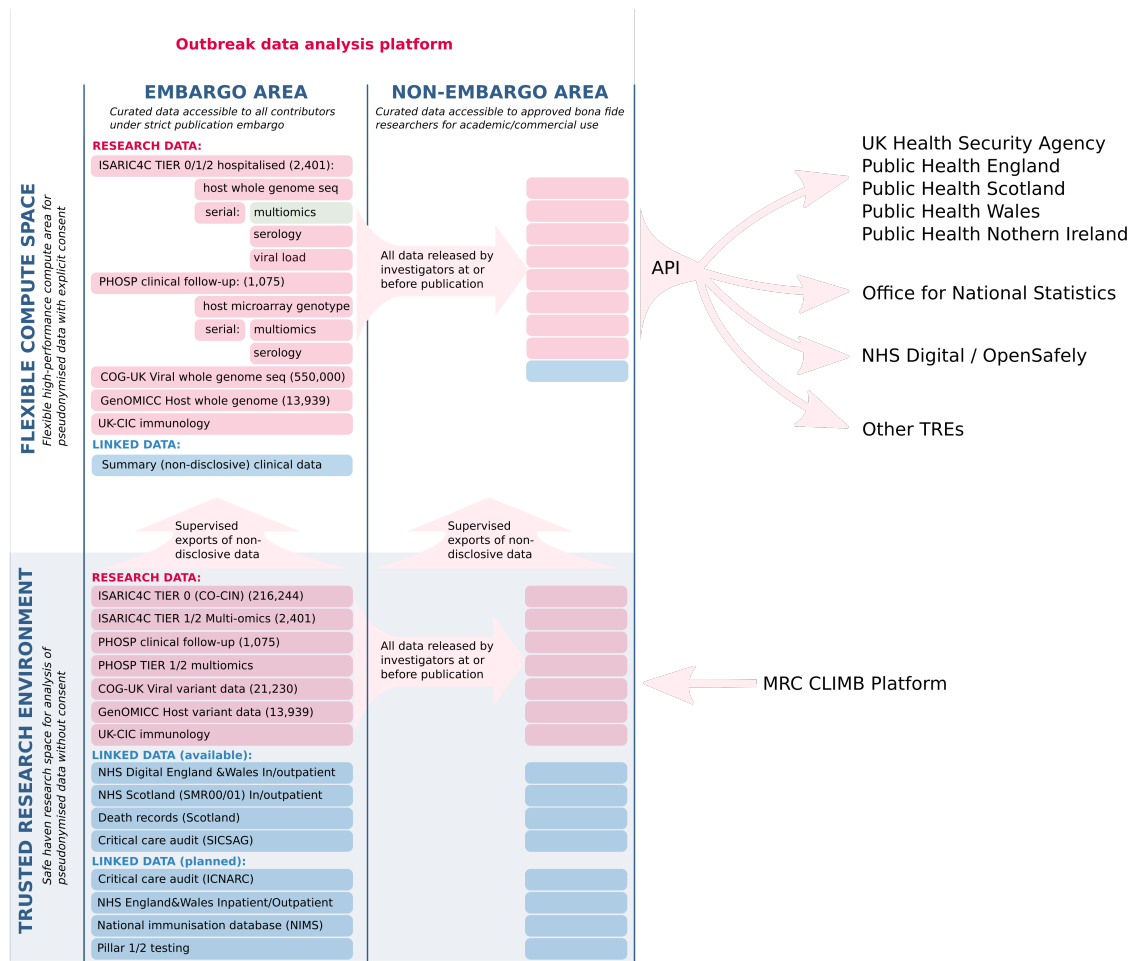 Outbreak data analysis platform
EMBARGO AREA
Curated data accessible to all contributors
under strict publication embargo
NON-EMBARGO AREA
Curated data accessible to approved bona fide
researchers for academic/commercial use
FLEXIBLE COMPUTE SPACE
Flexible high-performance compute area for
pseudonymised data with explicit consent
RESEARCH DATA:
ISARIC4C TIER 0/1/2 hospitalised (2,401):
host whole genome seq
serial:
multiomics
serology
viral load
PHOSP clinical follow-up: (1,075)
host microarray genotype
serial:
multiomics
serology
COG-UK Viral whole genome seq (550,000)
GenOMICC Host whole genome (13,939)
UK-CIC immunology
LINKED DATA:
Summary (non-disclosive) clinical data
All data released by
investigators at or
before publication
API
UK Health Security Agency
Public Health England
Public Health Scotland
Public Health Wales
Public Health Nothern Ireland
Office for National Statistics
NHS Digital / OpenSafely
Other TREs
Supervised
exports of non-
disclosive data
Supervised
exports of non-
disclosive data
TRUSTED RESEARCH ENVIRONMENT
Safe haven research space for analysis of
pseudonymised data without consent
RESEARCH DATA:
ISARIC4C TIER 0 (CO-CIN) (216,244)
ISARIC4C TIER 1/2 Multi-omics (2,401)
PHOSP clinical follow-up (1,075)
PHOSP TIER 1/2 multiomics
COG-UK Viral variant data (21,230)
GenOMICC Host variant data (13,939)
UK-CIC immunology
LINKED DATA (available):
NHS Digital England &Wales In/outpatient
NHS Scotland (SMR00/01) In/outpatient
Death records (Scotland)
Critical care audit (SICSAG)
LINKED DATA (planned):
Critical care audit (ICNARC)
NHS England&Wales Inpatient/Outpatient
National immunisation database (NIMS)
Pillar 1/2 testing
All data released by
investigators at or
before publication
MRC CLIMB Platform